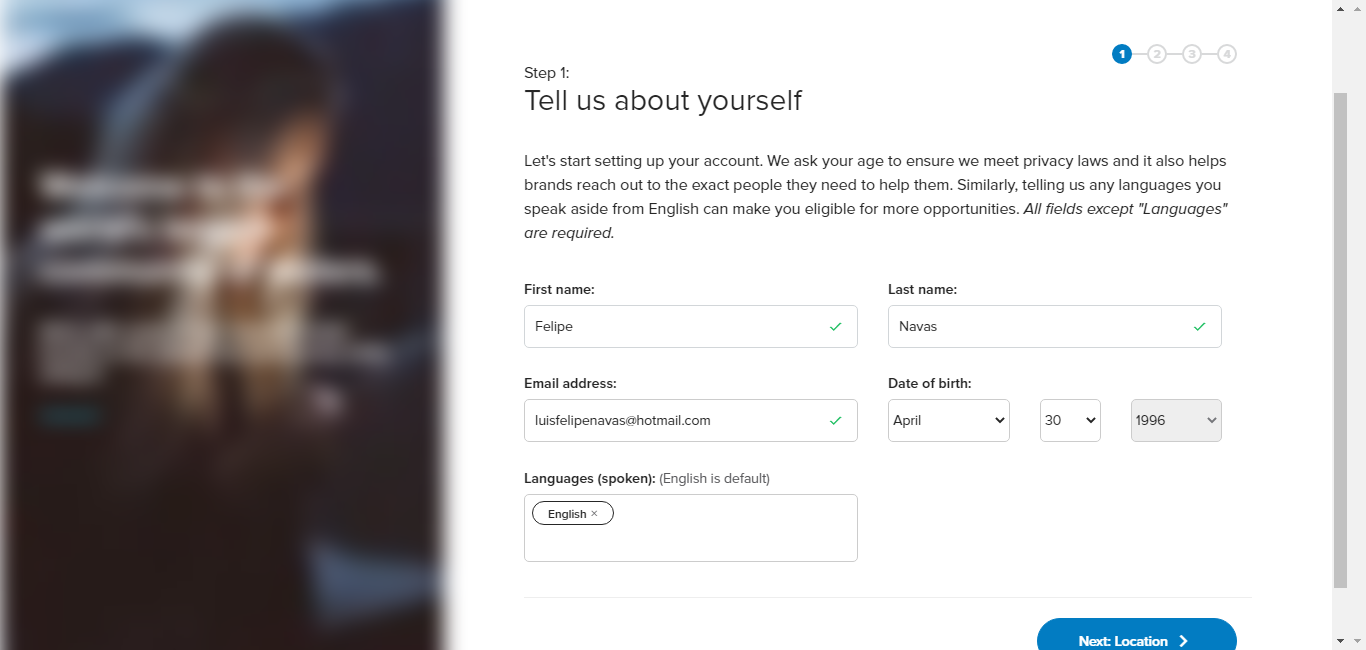 1 2 3 4
Step 1:
Tell us about yourself
Let's start setting up your account. We ask your age to ensure we meet privacy laws and it also helps
brands reach out to the exact people they need to help them. Similarly, telling us any languages you
speak aside from English can make you eligible for more opportunities. All fields except "Languages"
are required.
First name: Last name:
Felipe Navas
Email address: Date of birth:
luisfelipenavas@hotmail.com April 30 1996
Languages (spoken): (English is default)
English ×
Next: Location